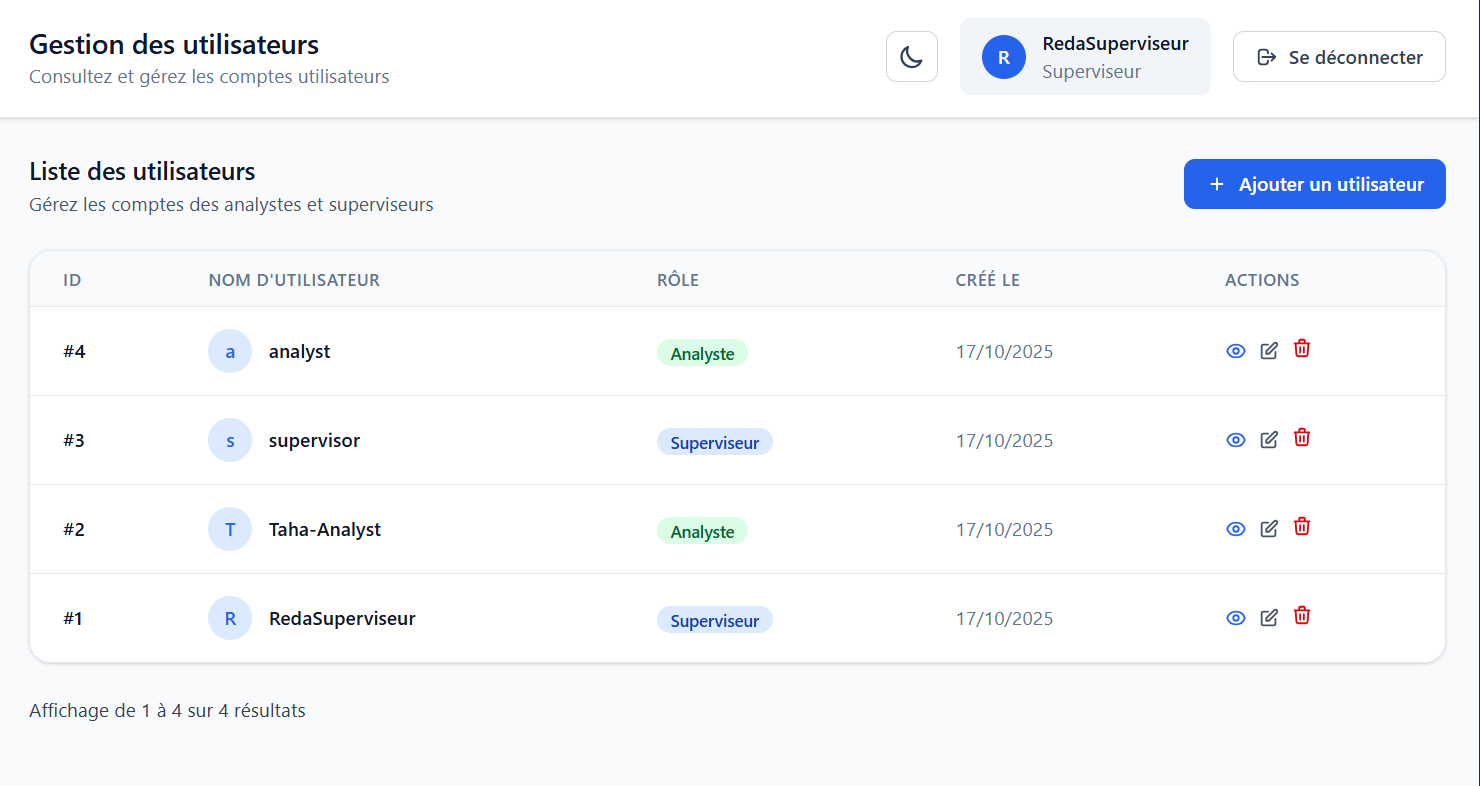 Gestion des utilisateurs
Consultez et gérez les comptes utilisateurs
R
RedaSuperviseur
Superviseur
Se déconnecter
Liste des utilisateurs
Gérez les comptes des analystes et superviseurs
+ Ajouter un utilisateur
ID NOM D'UTILISATEUR RÔLE CRÉÉ LE ACTIONS
#4 a analyst Analyste 17/10/2025
#3 s supervisor Superviseur 17/10/2025
#2 T Taha-Analyst Analyste 17/10/2025
#1 R RedaSuperviseur Superviseur 17/10/2025
Affichage de 1 à 4 sur 4 résultats